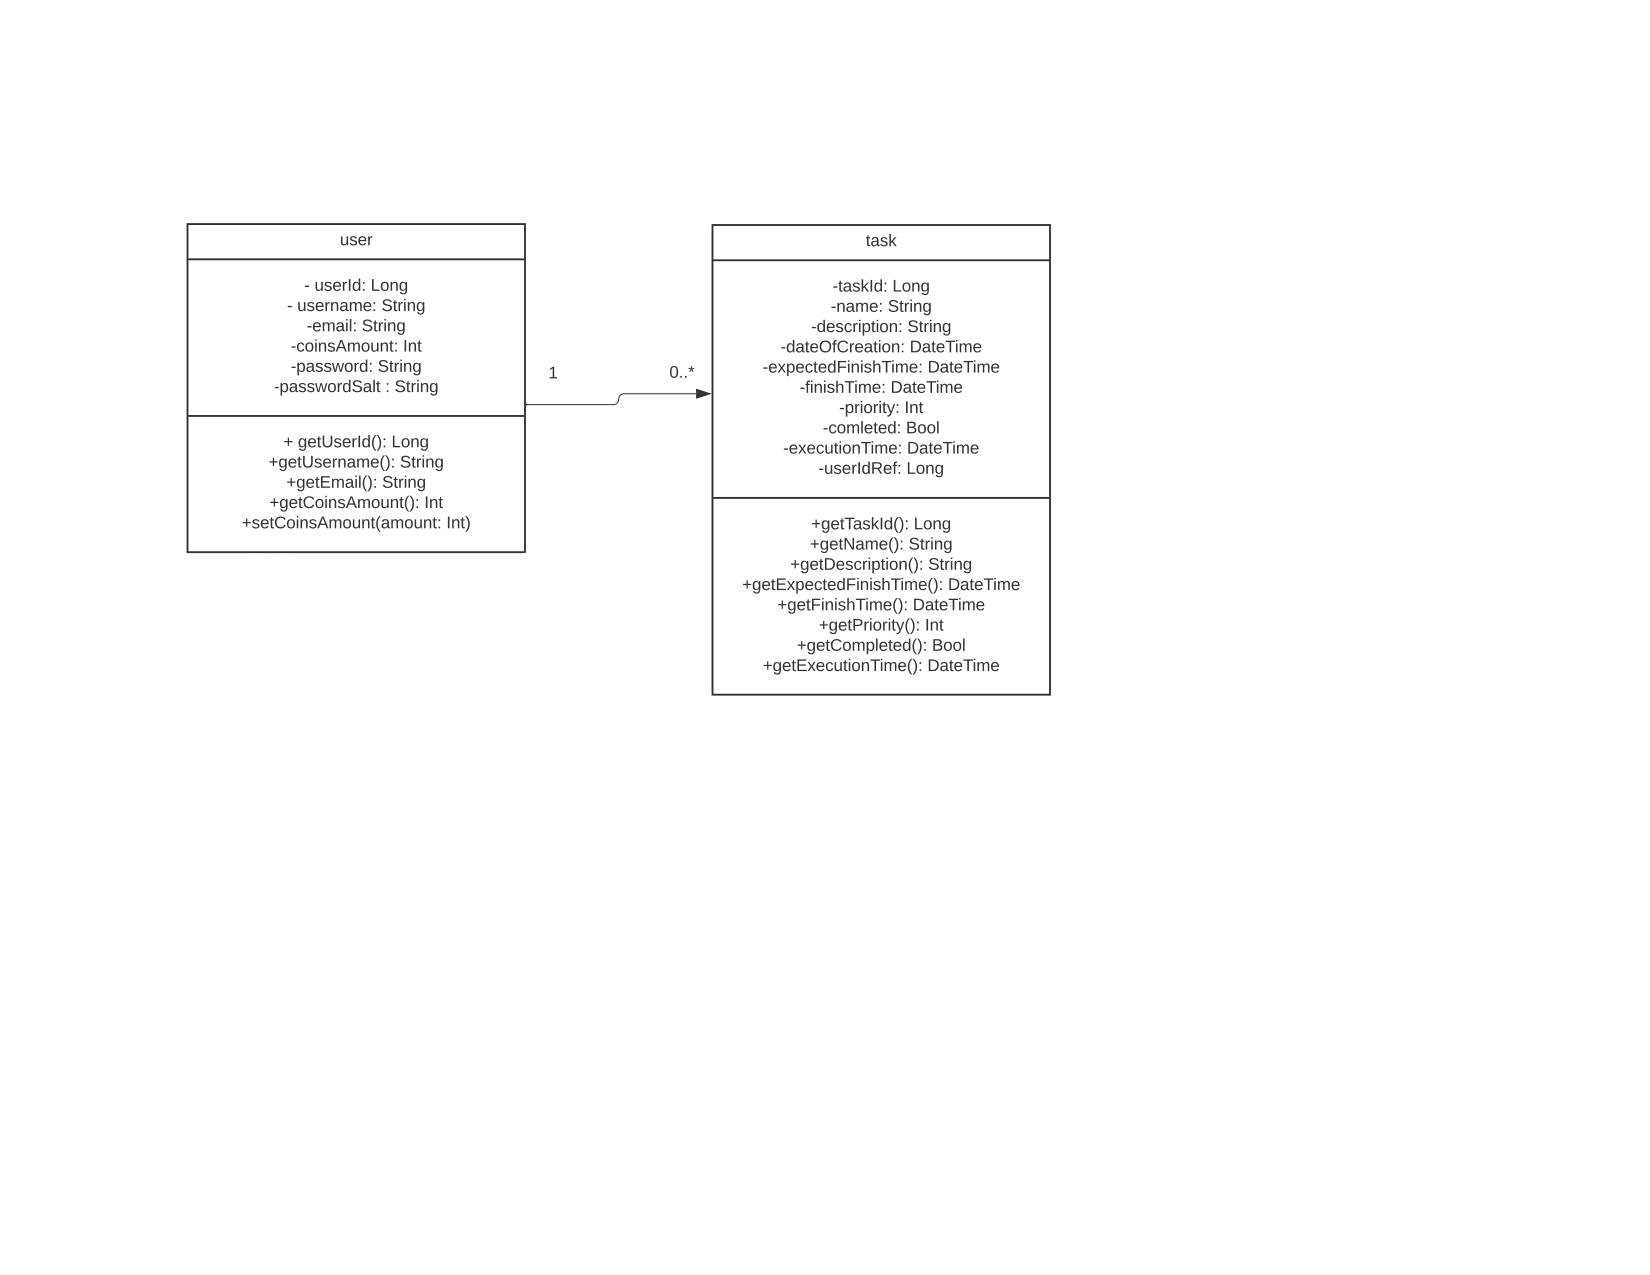 user
- userId: Long
- username: String
-email: String
-coinsAmount: Int
-password: String
-passwordSalt : String
+ getUserId(): Long
+getUsername(): String
+getEmail(): String
+getCoinsAmount(): Int
+setCoinsAmount(amount: Int)
1
0..*
task
-taskId: Long
-name: String
-description: String
-dateOfCreation: DateTime
-expectedFinishTime: DateTime
-finishTime: DateTime
-priority: Int
-comleted: Bool
-executionTime: DateTime
-userIdRef: Long
+getTaskId(): Long
+getName(): String
+getDescription(): String
+getExpectedFinishTime(): DateTime
+getFinishTime(): DateTime
+getPriority(): Int
+getCompleted(): Bool
+getExecutionTime(): DateTime